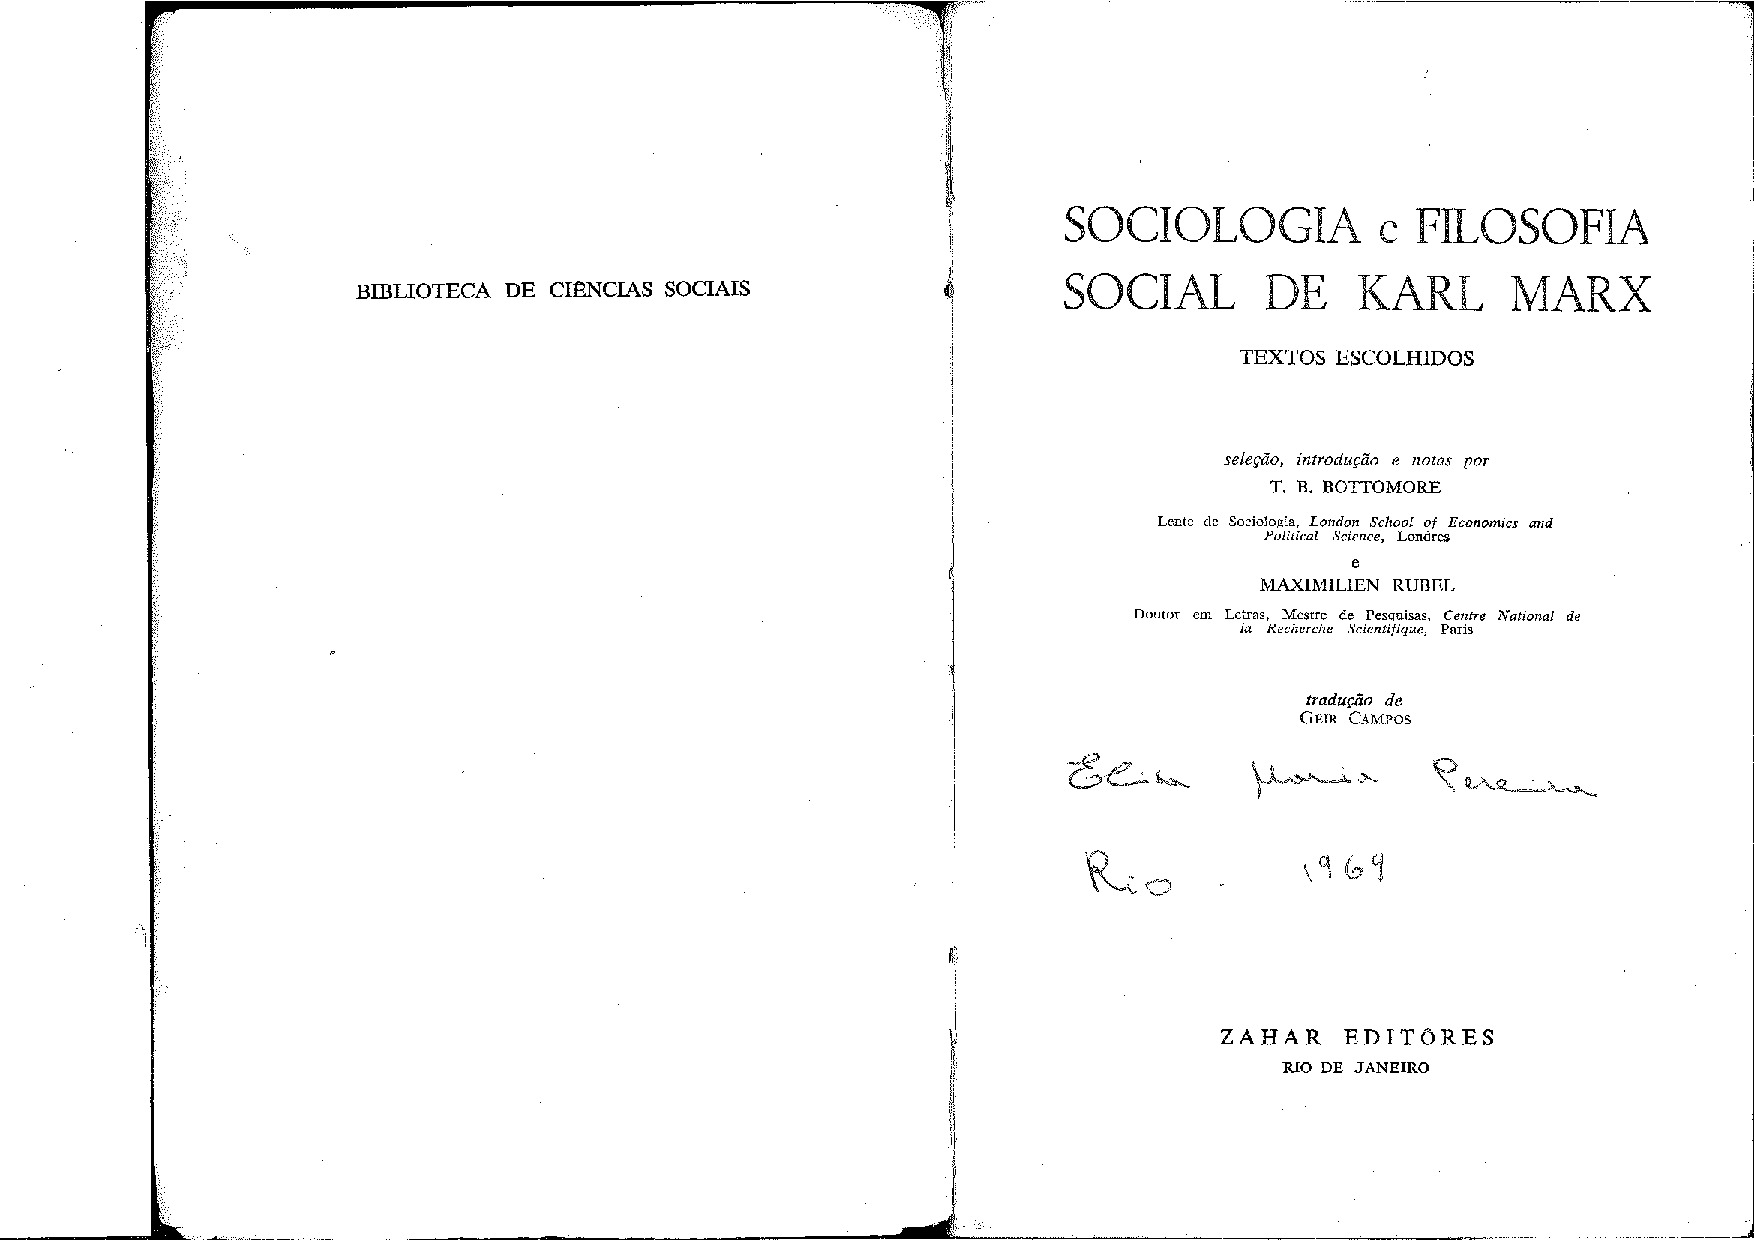 BIBLIOTECA DE CIÊNCIAS SOCIAIS
SOCIOLOGIA e FILOSOFIA
SOCIAL DE KARL MARX
TEXTOS ESCOLHIDOS
seleção, introdução e notas por
T. B. BOTTOMORE
Lente de Sociologia, London School of Economics and
Political Science, Londres
e
MAXIMILIEN RUBEL
Doutor em Letras, Mestre de Pesquisas, Centre National de
la Recherche Scientifique, Paris
tradução de
GEIR CAMPOS
Elisa Maria Pereira
Rio - 1969
ZAHAR EDITÔRES
RIO DE JANEIRO